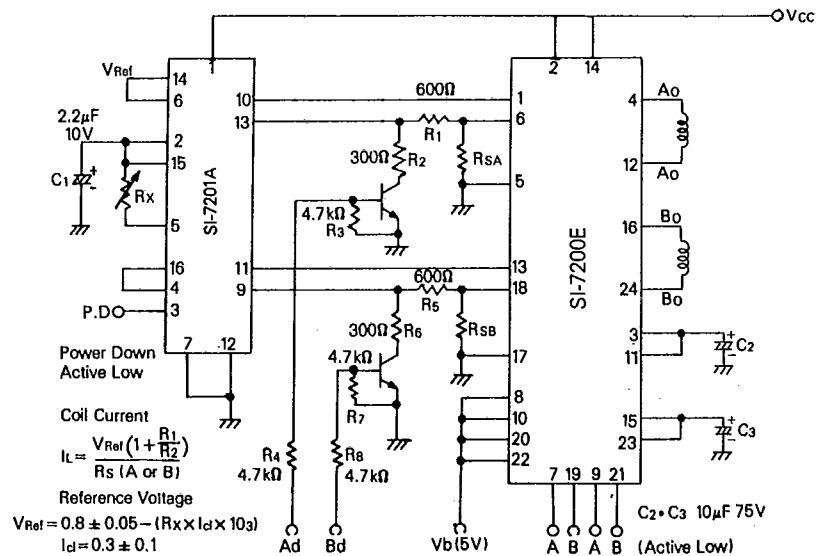 Vcc
VRef
14
6
2.2μF
10V
2
15
C1
+
-
Rx
5
16
4
P.D
3
7
12
1
SI-7201A
10
13
11
9
600Ω
R1
300Ω
R2
RSA
4.7kΩ
R3
600Ω
R5
300Ω
R6
RSB
4.7kΩ
R7
R4
4.7kΩ
R8
4.7kΩ
2
14
1
6
5
13
18
17
8
10
20
22
SI-7200E
4
Ao
12
Ao
16
Bo
24
Bo
3
11
+
-
C2
15
23
+
-
C3
7
19
9
21
A
B
A
B
(Active Low)
C2•C3 10μF 75V
Ad
Bd
Vb(5V)
Power Down
Active Low
Coil Current
IL= VRef(1+R1/R2) / Rs (A or B)
Reference Voltage
VRef=0.8±0.05-(Rx×Icl×103)
Icl=0.3±0.1